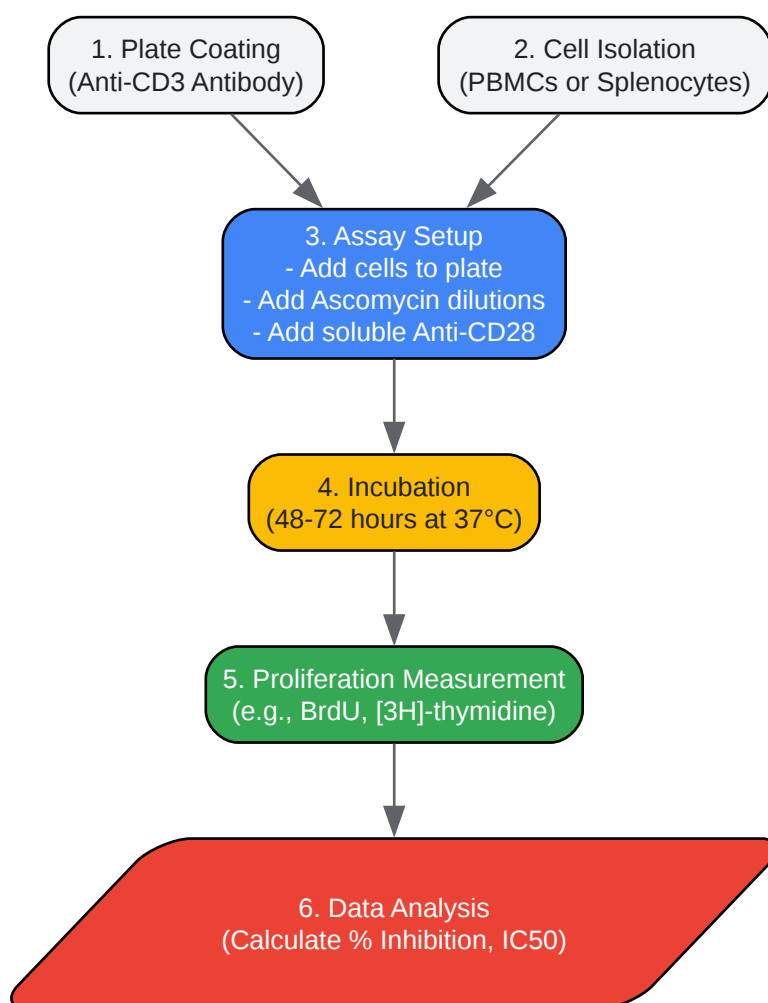 1. Plate Coating
(Anti-CD3 Antibody)
2. Cell Isolation
(PBMCs or Splenocytes)
3. Assay Setup
- Add cells to plate
- Add Ascomycin dilutions
- Add soluble Anti-CD28
4. Incubation
(48-72 hours at 37°C)
5. Proliferation Measurement
(e.g., BrdU, [3H]-thymidine)
6. Data Analysis
(Calculate % Inhibition, IC50)